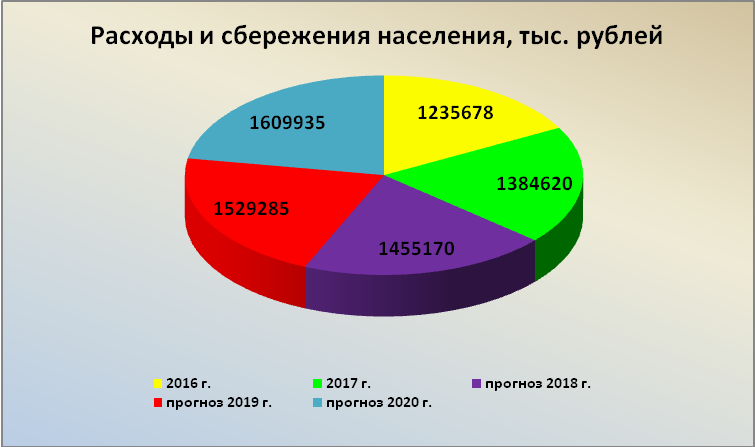 Расходы и сбережения населения, тыс. рублей
1609935
1235678
1384620
1529285
1455170
2016 г.
2017 г.
прогноз 2018 г.
прогноз 2019 г.
прогноз 2020 г.